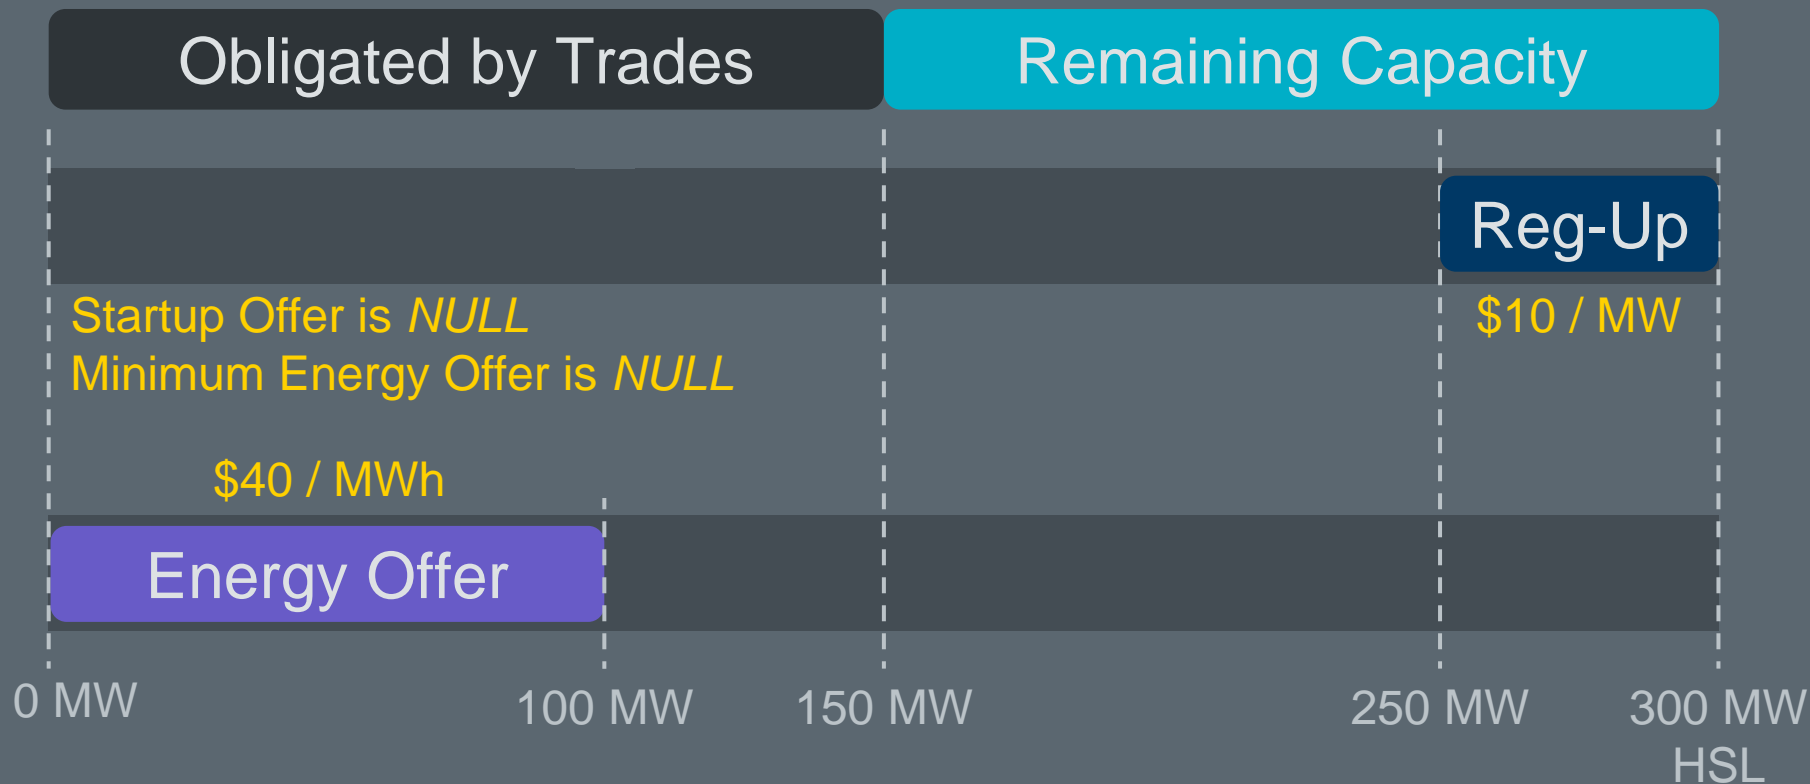 Obligated by Trades
Remaining Capacity
Reg-Up
Startup Offer is NULL
$10 / MW
Minimum Energy Offer is NULL
$40 / MWh
Energy Offer
0 MW
100 MW
150 MW
250 MW
300 MW
HSL